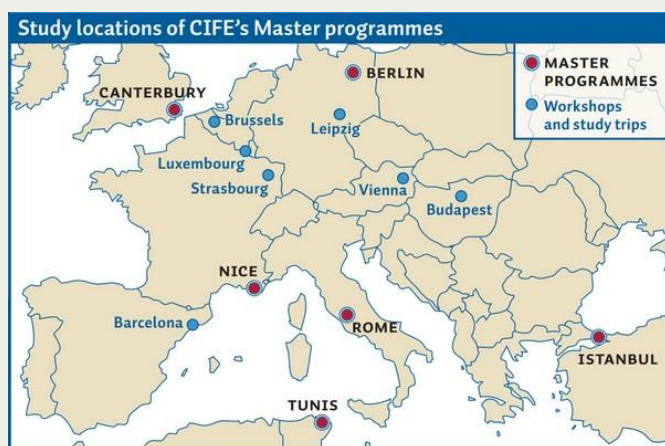 Study locations of CIFE's Master programmes
MASTER
PROGRAMMES
Workshops
and study trips
BERLIN
CANTERBURY
Brussels
Leipzig
Luxembourg
Strasbourg
Vienna
Budapest
NICE
Barcelona
ROME
ISTANBUL
TUNIS